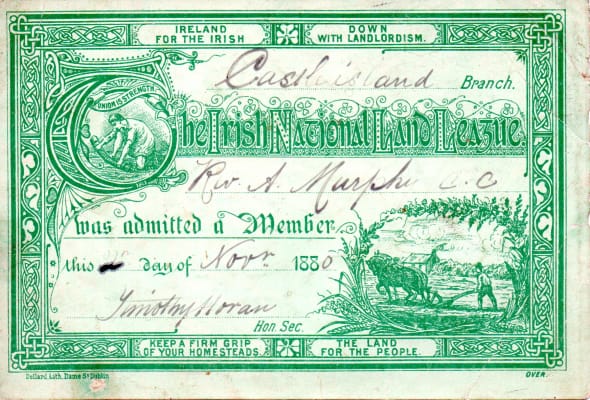 IRELAND
FOR THE IRISH
DOWN
WITH LANDLORDISM.
Castleisland Branch.
UNION IS STRENGTH
The Irish National Land League.
Rev. A. Murphy C.C
was admitted a Member
this day of Novr 1880
Timothy Horan
Hon. Sec.
KEEP A FIRM GRIP
OF YOUR HOMESTEADS.
THE LAND
FOR THE PEOPLE.
Dollard, Lith, Dame St Dublin
OVER.